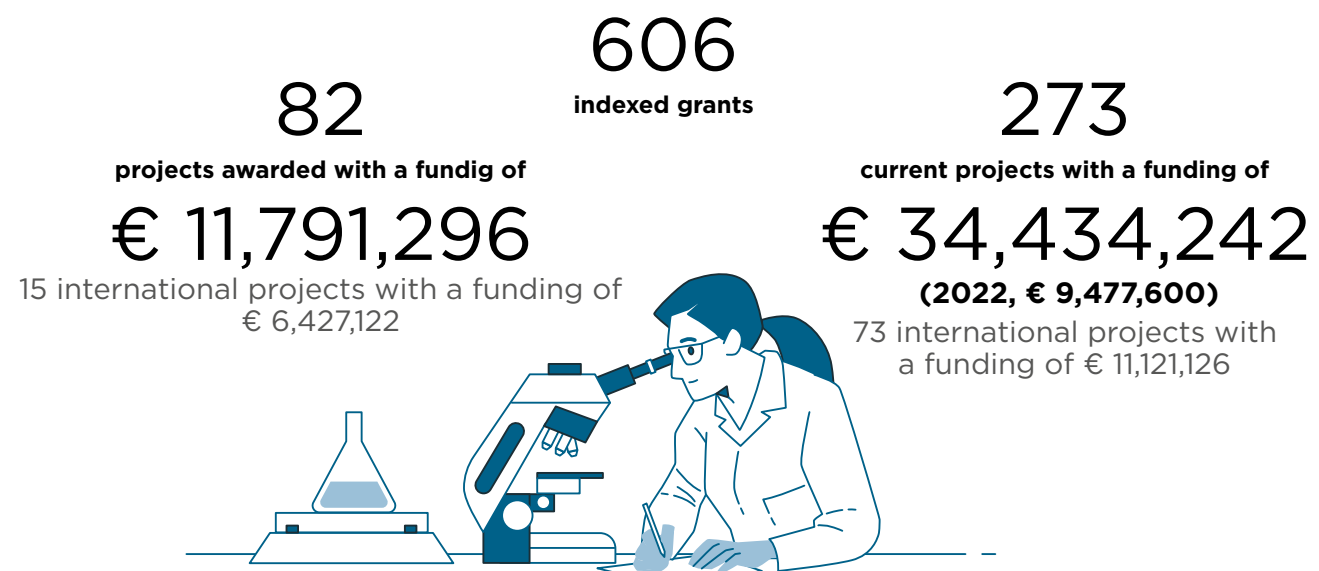 606
indexed grants
82
projects awarded with a fundig of
€ 11,791,296
15 international projects with a funding of
€ 6,427,122
273
current projects with a funding of
€ 34,434,242
(2022, € 9,477,600)
73 international projects with
a funding of € 11,121,126